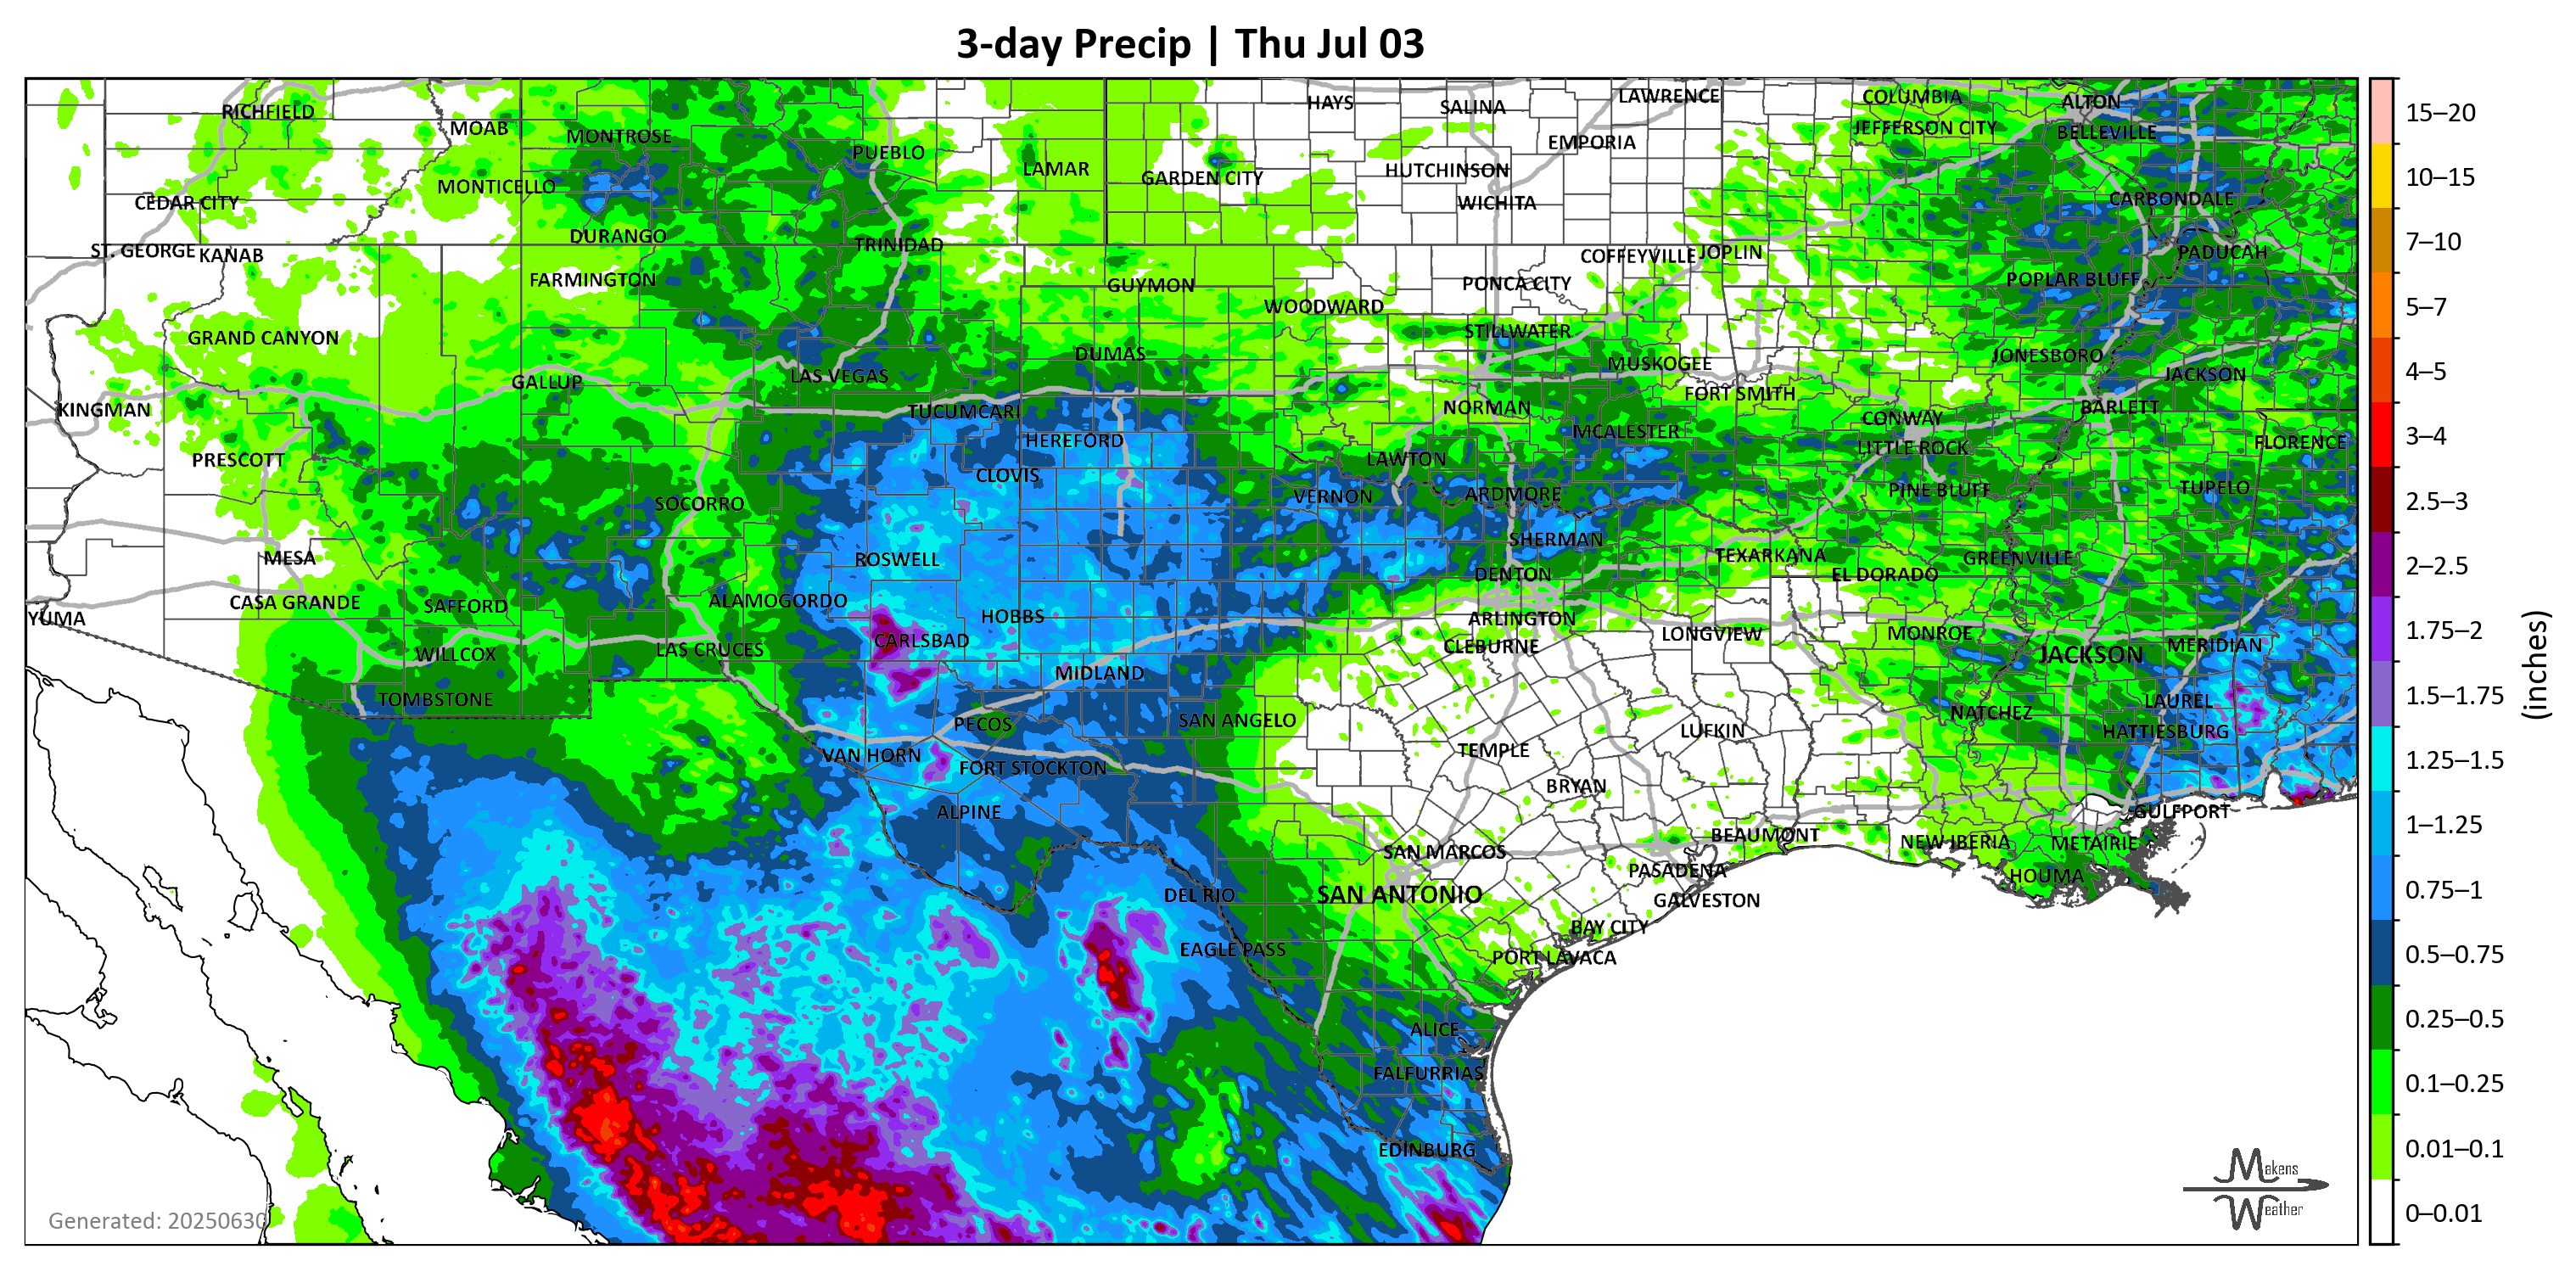 3-day Precip | Thu Jul 03
RICHFIELD
MOAB
MONTROSE
PUEBLO
LAMAR
GARDEN CITY
HAYS
SALINA
LAWRENCE
EMPORIA
HUTCHINSON
WICHITA
COLUMBIA
JEFFERSON CITY
ALTON
BELLEVILLE
CARBONDALE
MONTICELLO
CEDAR CITY
DURANGO
TRINIDAD
ST. GEORGE
KANAB
FARMINGTON
GUYMON
WOODWARD
PONCA CITY
COFFEYVILLE
JOPLIN
POPLAR BLUFF
PADUCAH
GRAND CANYON
DUMAS
STILLWATER
MUSKOGEE
JONESBORO
JACKSON
GALLUP
LAS VEGAS
KINGMAN
TUCUMCARI
NORMAN
FORT SMITH
CONWAY
BARLETT
HEREFORD
MCALESTER
LITTLE ROCK
FLORENCE
PRESCOTT
CLOVIS
LAWTON
VERNON
ARDMORE
PINE BLUFF
TUPELO
SOCORRO
MESA
ROSWELL
SHERMAN
TEXARKANA
GREENVILLE
DENTON
EL DORADO
YUMA
CASA GRANDE
SAFFORD
ALAMOGORDO
HOBBS
ARLINGTON
CLEBURNE
LONGVIEW
MONROE
WILLCOX
LAS CRUCES
CARLSBAD
MIDLAND
JACKSON
MERIDIAN
TOMBSTONE
PECOS
SAN ANGELO
NATCHEZ
LAUREL
HATTIESBURG
VAN HORN
FORT STOCKTON
TEMPLE
LUFKIN
BRYAN
ALPINE
GULFPORT
BEAUMONT
NEW IBERIA
METAIRIE
SAN MARCOS
PASADENA
HOUMA
DEL RIO
SAN ANTONIO
GALVESTON
EAGLE PASS
BAY CITY
PORT LAVACA
ALICE
FALFURRIAS
EDINBURG
Generated: 20250630
Makens
Weather
15–20
10–15
7–10
5–7
4–5
3–4
2.5–3
2–2.5
1.75–2
1.5–1.75
1.25–1.5
1–1.25
0.75–1
0.5–0.75
0.25–0.5
0.1–0.25
0.01–0.1
0–0.01
(inches)